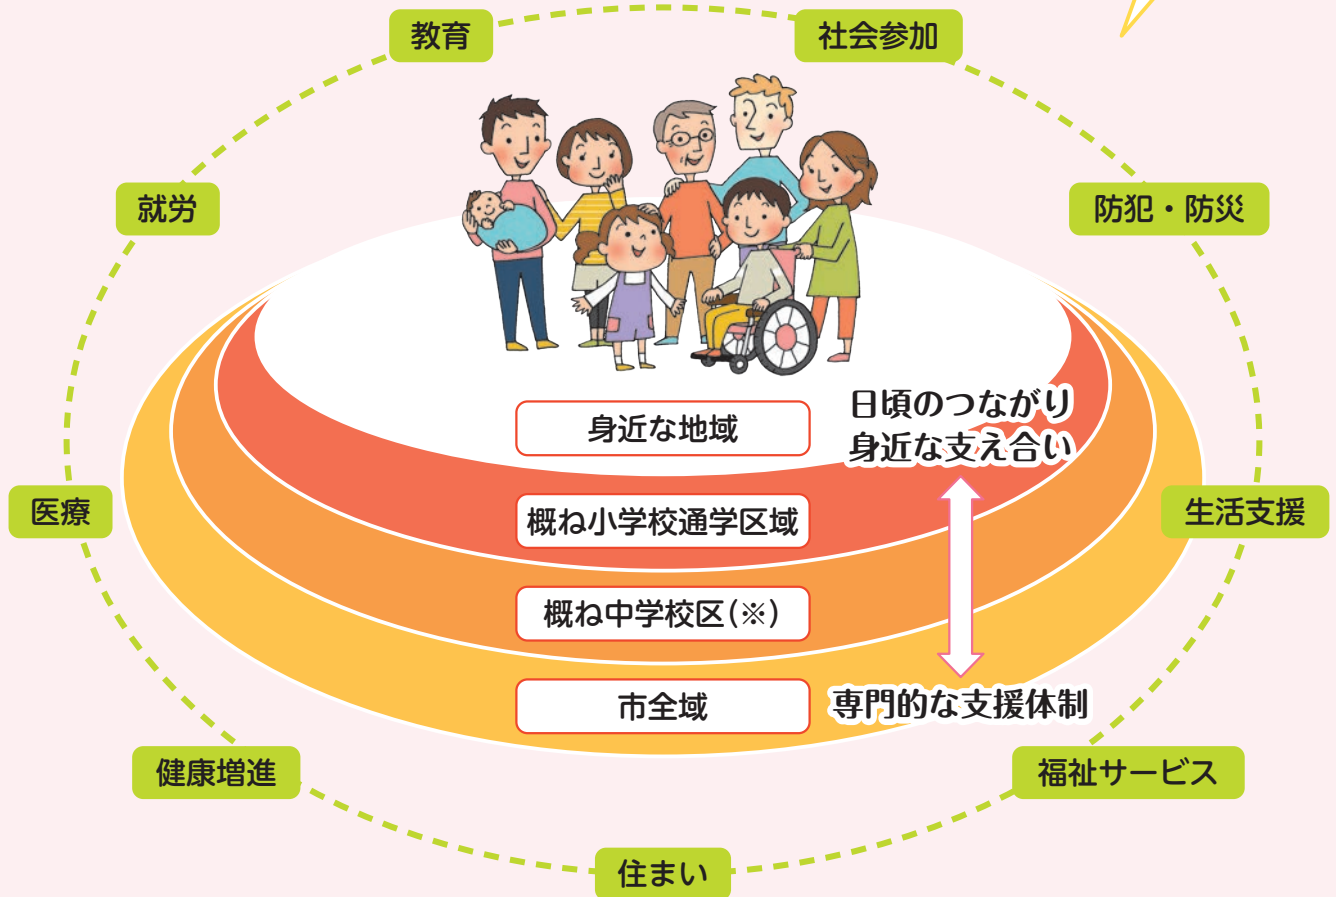 教育
社会参加
就労
防犯・防災
身近な地域
日頃のつながり
身近な支え合い
医療
概ね小学校通学区域
生活支援
概ね中学校区(※)
市全域
専門的な支援体制
健康増進
福祉サービス
住まい